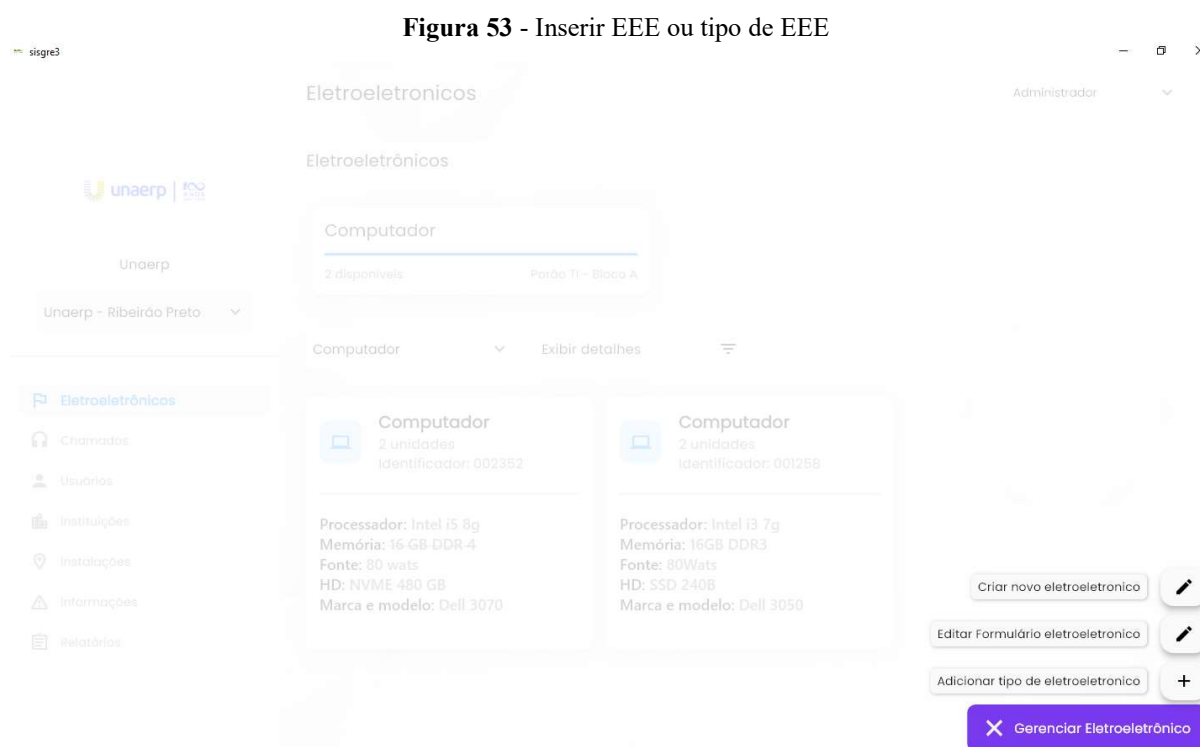 Figura 53 - Inserir EEE ou tipo de EEE
sisgre3
Eletroeletronicos
Administrador
Eletroeletrônicos
unaerp
Computador
2 disponíveis
Porão TI - Bloco A
Unaerp
Unaerp - Ribeirão Preto
Computador
Exibir detalhes
Eletroeletrônicos
Chamados
Usuários
Instituições
Instalações
Informações
Relatórios
Computador
2 unidades
Identificador: 002352
Processador: Intel i5 8g
Memória: 16 GB DDR 4
Fonte: 80 wats
HD: NVME 480 GB
Marca e modelo: Dell 3070
Computador
2 unidades
Identificador: 001258
Processador: Intel i3 7g
Memória: 16GB DDR3
Fonte: 80Wats
HD: SSD 240B
Marca e modelo: Dell 3050
Criar novo eletroeletronico
Editar Formulário eletroeletronico
Adicionar tipo de eletroeletronico
Gerenciar Eletroeletrônico